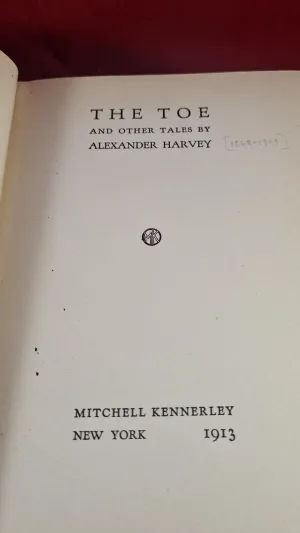 THE TOE
AND OTHER TALES BY
ALEXANDER HARVEY
MITCHELL KENNERLEY
NEW YORK 1913